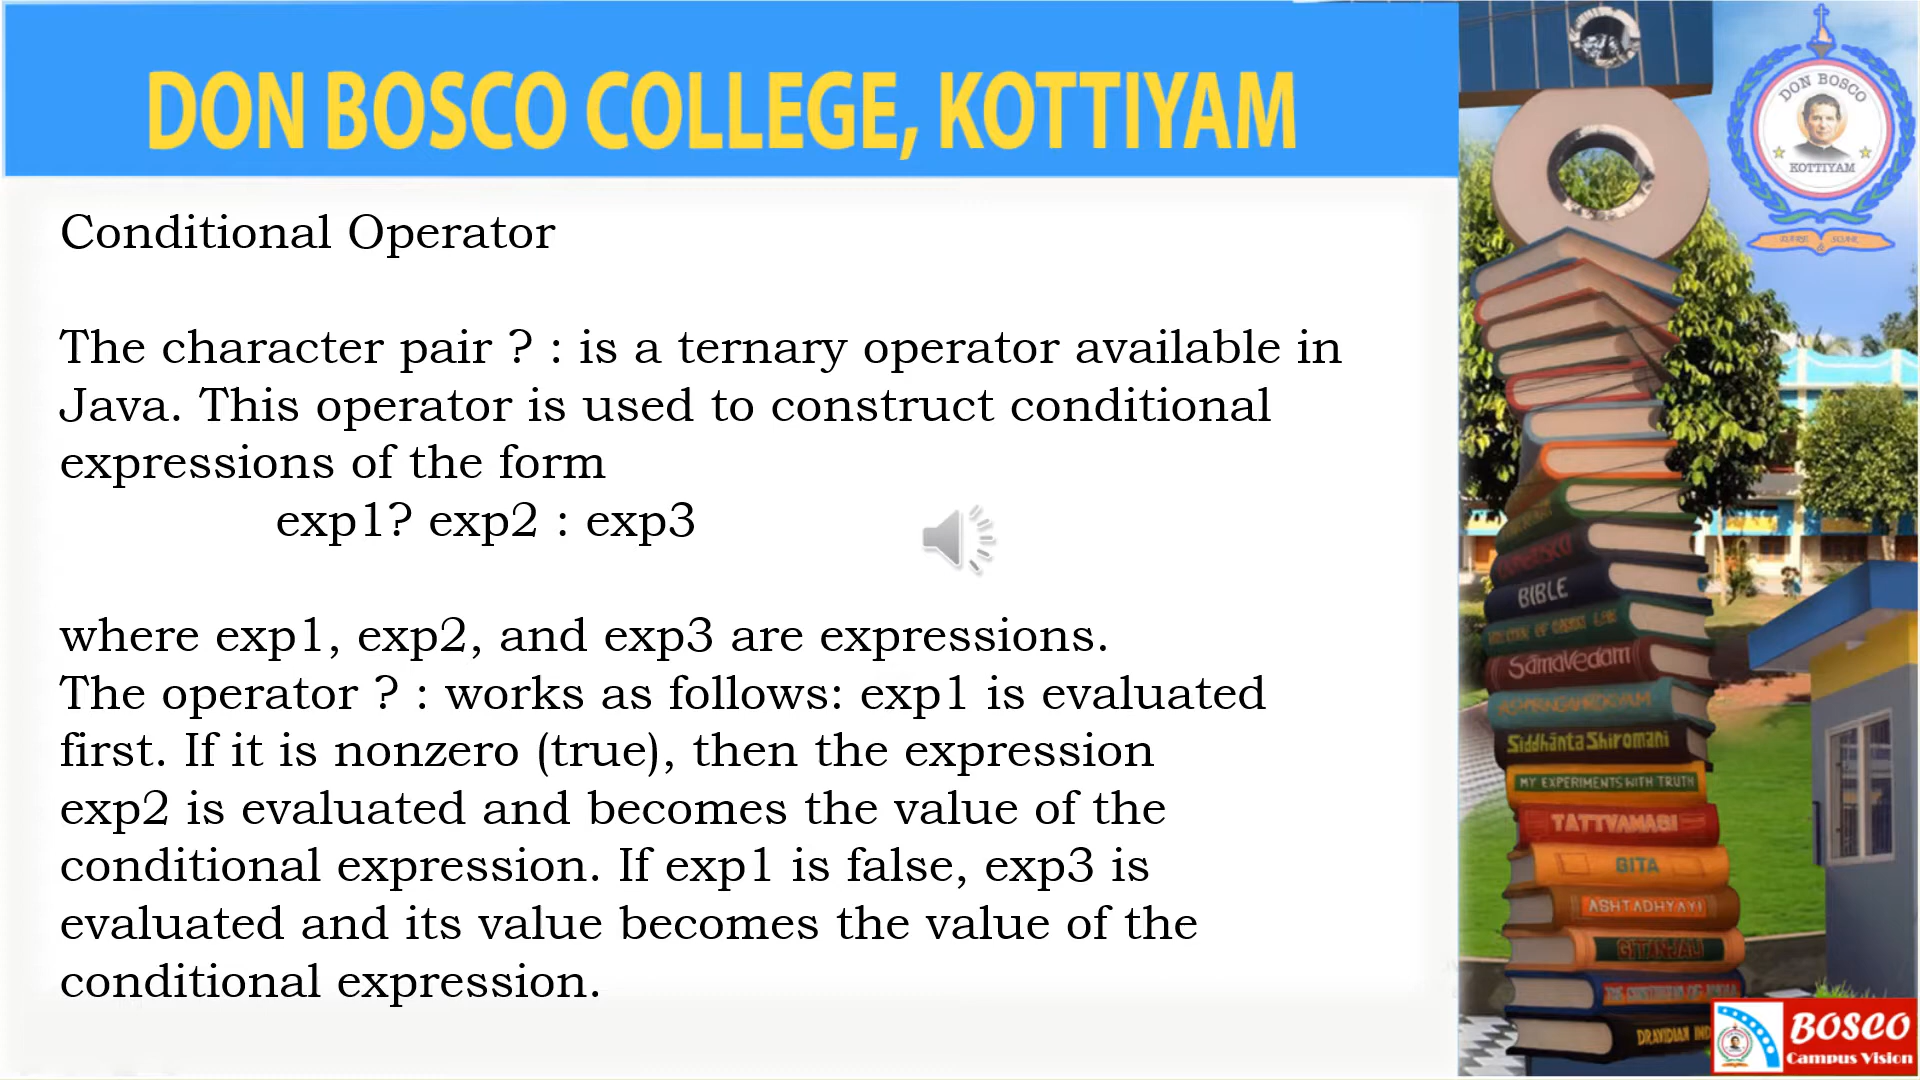 DON BOSCO COLLEGE, KOTTIYAM
DON BOSCO
KOTTIYAM
Conditional Operator
The character pair ? : is a ternary operator available in
Java. This operator is used to construct conditional
expressions of the form
exp1? exp2 : exp3
where exp1, exp2, and exp3 are expressions.
The operator ? : works as follows: exp1 is evaluated
first. If it is nonzero (true), then the expression
exp2 is evaluated and becomes the value of the
conditional expression. If exp1 is false, exp3 is
evaluated and its value becomes the value of the
conditional expression.
BIBLE
Sāmavedam
Siddhānta Shiromani
MY EXPERIMENTS WITH TRUTH
TATTVAMASI
GITA
ASHTADHYAYI
GITANJALI
DRAVIDIAN
BOSCO
Campus Vision